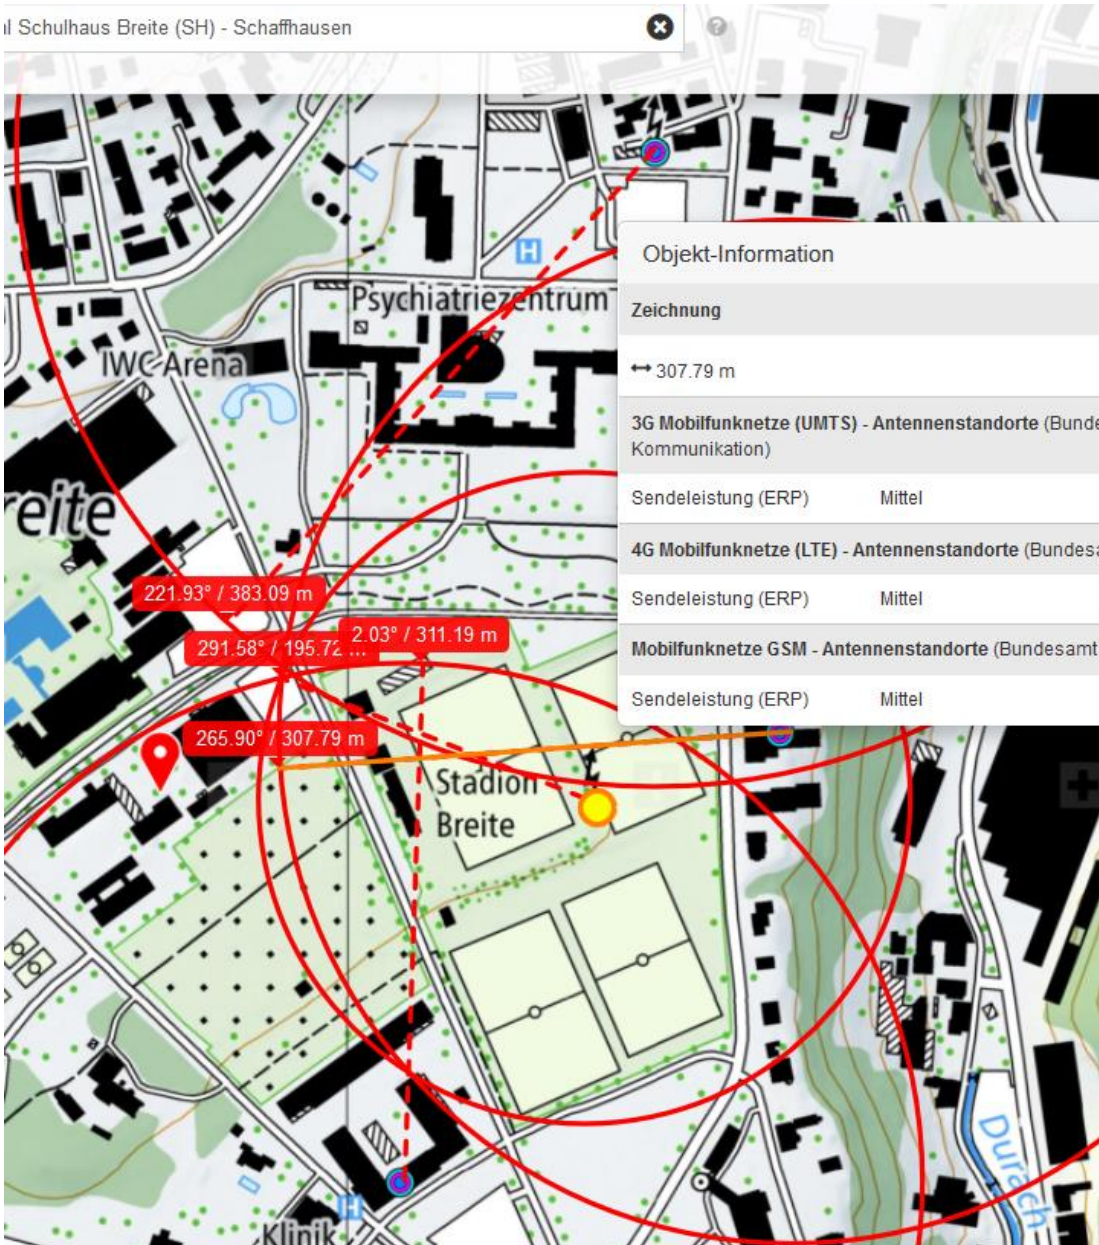 l Schulhaus Breite (SH) - Schaffhausen
H
Objekt-Information
Zeichnung
Psychiatriezentrum
IWC Arena
307.79 m
3G Mobilfunknetze (UMTS) - Antennenstandorte (Bunde
Kommunikation)
reite
Sendeleistung (ERP) Mittel
4G Mobilfunknetze (LTE) - Antennenstandorte (Bundesa
221.93° / 383.09 m
Sendeleistung (ERP) Mittel
2.03° / 311.19 m
291.58° / 195.72 ...
Mobilfunknetze GSM - Antennenstandorte (Bundesamt
Sendeleistung (ERP) Mittel
265.90° / 307.79 m
Stadion
Breite
Durach
H
Klinik